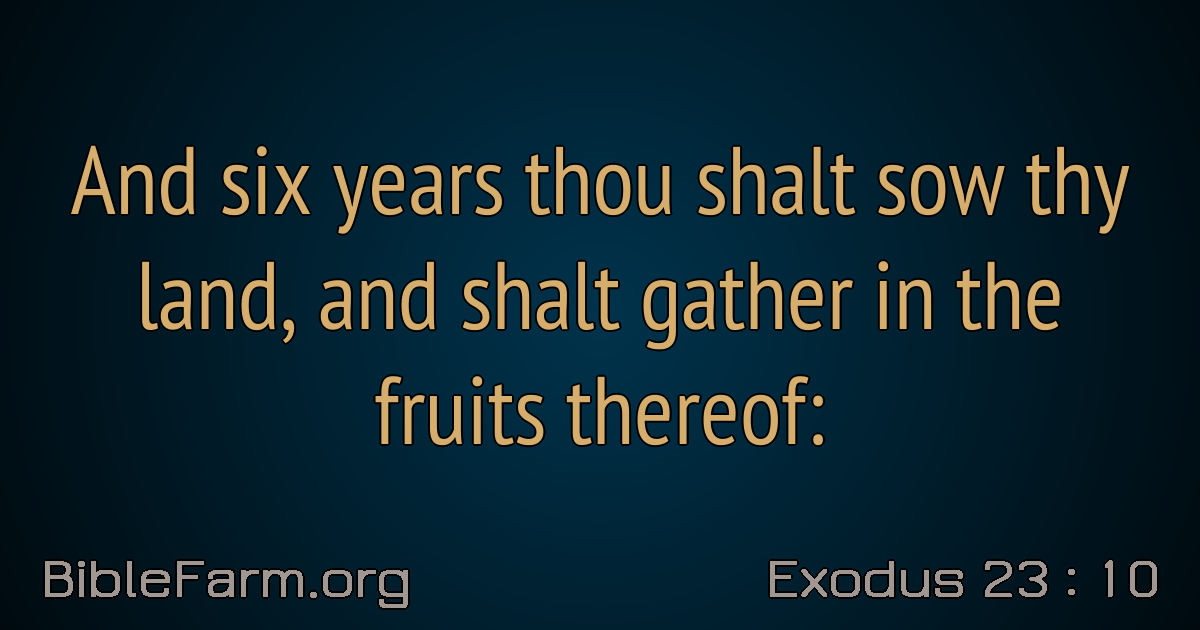 And six years thou shalt sow thy
land, and shalt gather in the
fruits thereof:
BibleFarm.org
Exodus 23 : 10